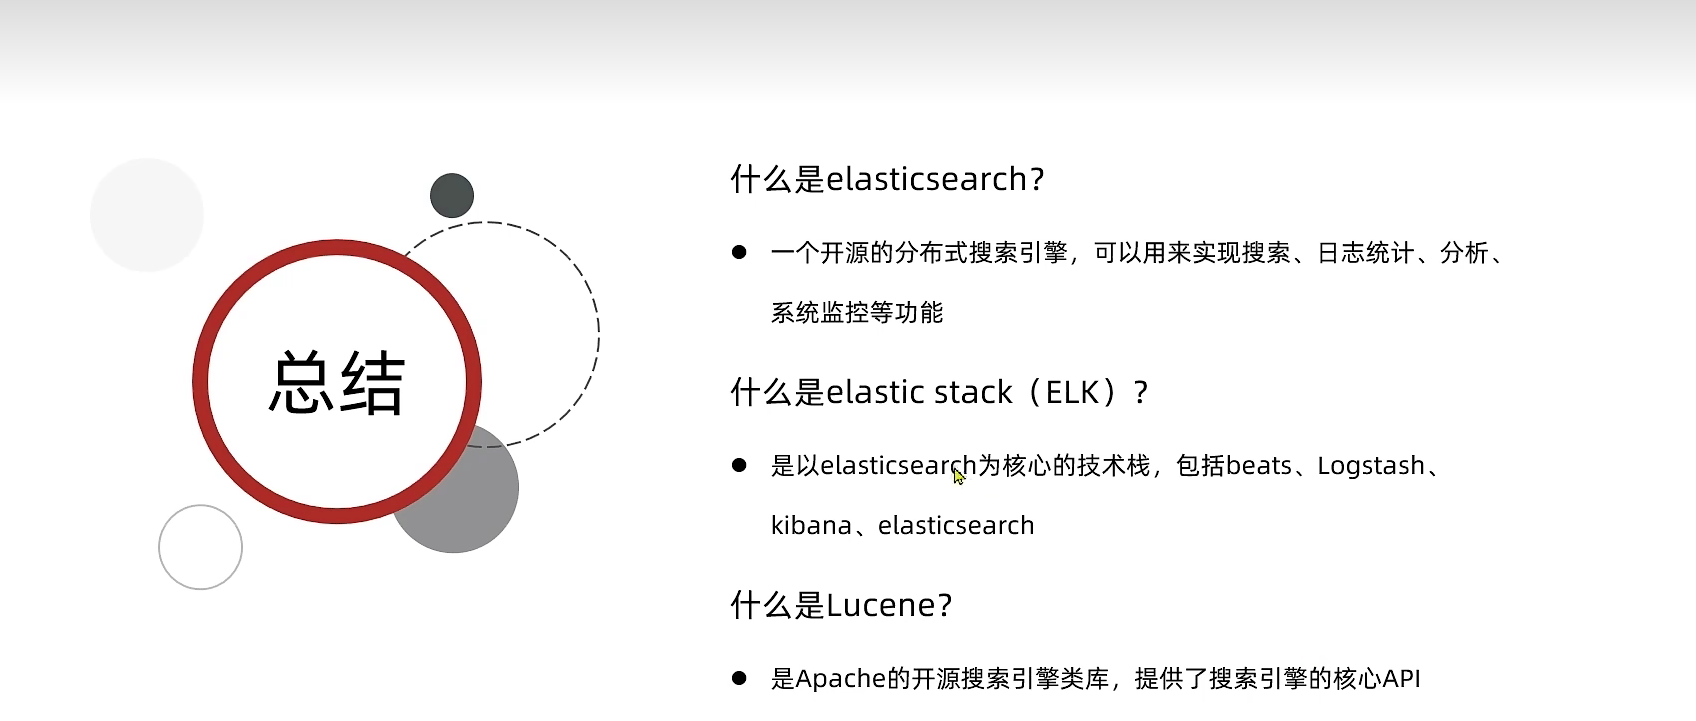 总结
什么是elasticsearch？
● 一个开源的分布式搜索引擎，可以用来实现搜索、日志统计、分析、
系统监控等功能
什么是elastic stack（ELK）？
● 是以elasticsearch为核心的技术栈，包括beats、Logstash、
kibana、elasticsearch
什么是Lucene？
● 是Apache的开源搜索引擎类库，提供了搜索引擎的核心API